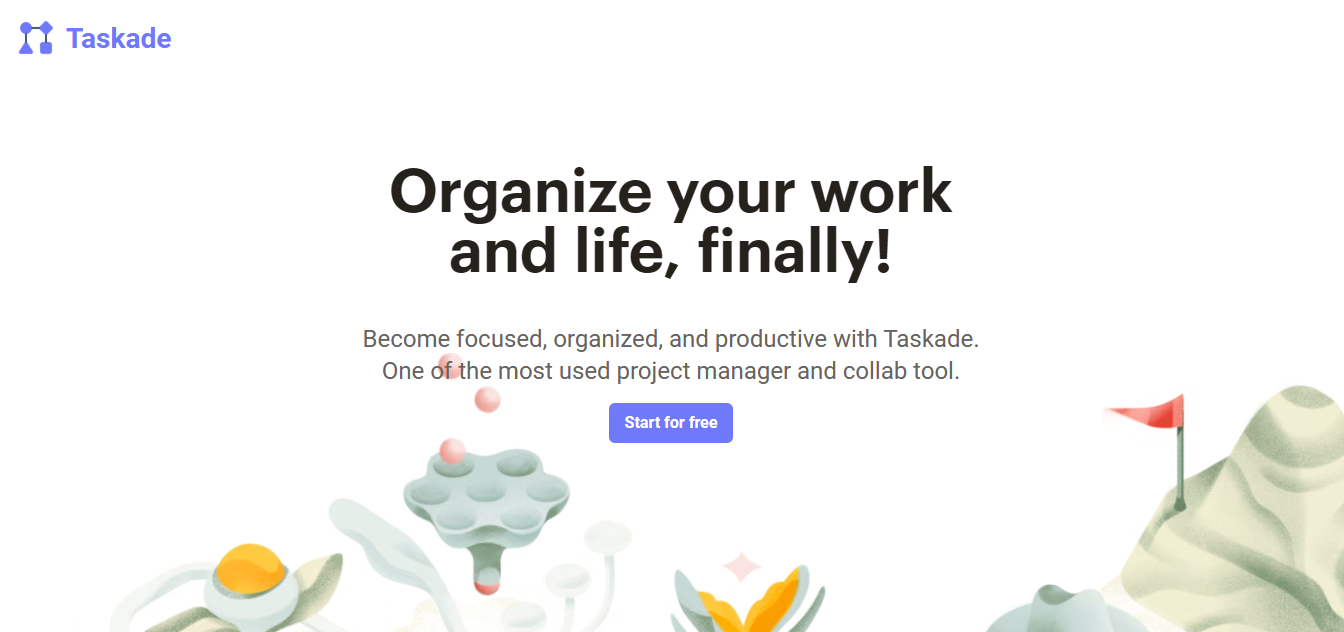 Taskade
Organize your work
and life, finally!
Become focused, organized, and productive with Taskade.
One of the most used project manager and collab tool.
Start for free